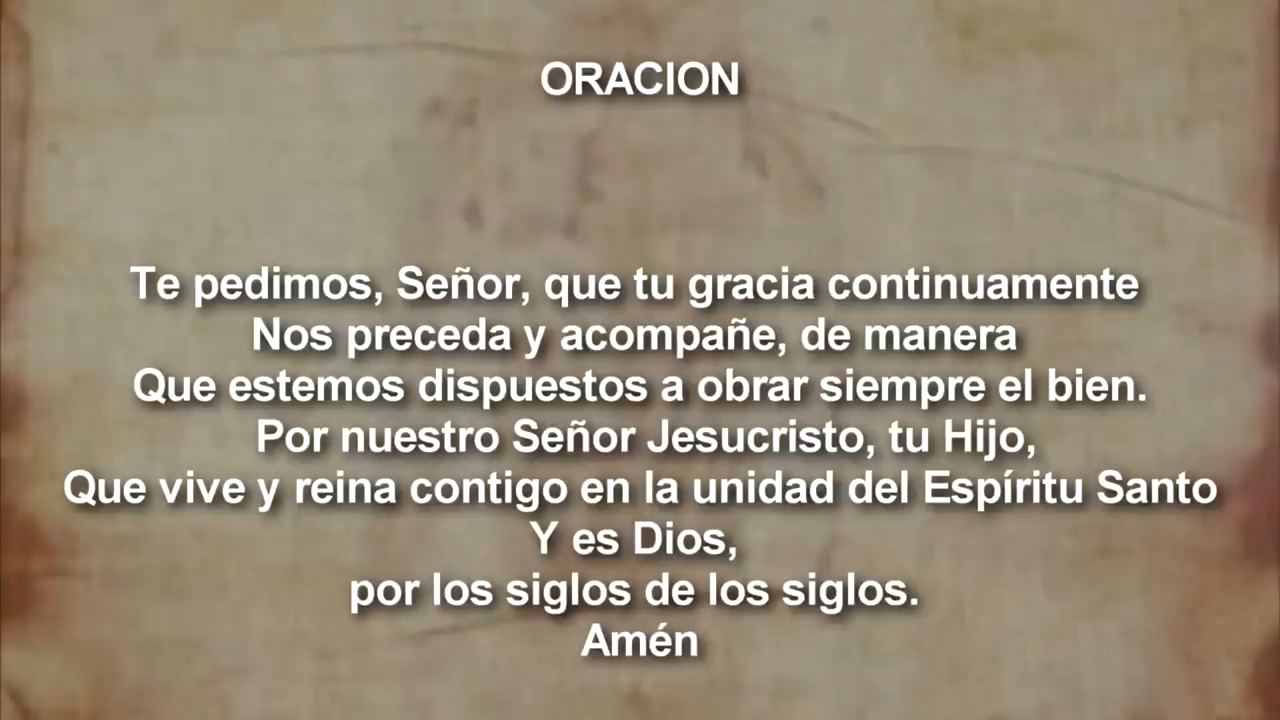 ORACION
Te pedimos, Señor, que tu gracia continuamente
Nos preceda y acompañe, de manera
Que estemos dispuestos a obrar siempre el bien.
Por nuestro Señor Jesucristo, tu Hijo,
Que vive y reina contigo en la unidad del Espíritu Santo
Y es Dios,
por los siglos de los siglos.
Amén